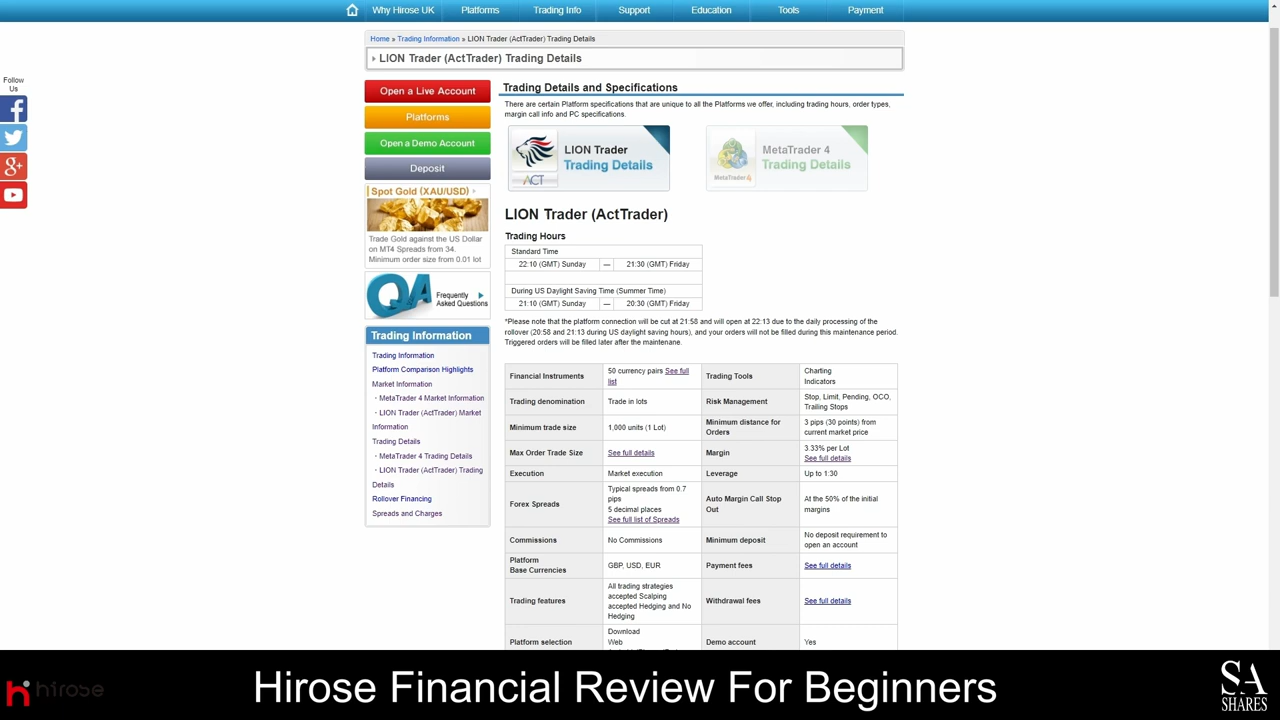 Why Hirose UK
Platforms
Trading Info
Support
Education
Tools
Payment
Home » Trading Information » LION Trader (ActTrader) Trading Details
LION Trader (ActTrader) Trading Details
Follow
Us
Open a Live Account
Platforms
Open a Demo Account
Deposit
Spot Gold (XAU/USD)
Trade Gold against the US Dollar
on MT4 Spreads from 34.
Minimum order size from 0.01 lot
QA
Frequently
Asked Questions
Trading Information
Trading Information
Platform Comparison Highlights
Market Information
・MetaTrader 4 Market Information
・LION Trader (ActTrader) Market
Information
Trading Details
・MetaTrader 4 Trading Details
・LION Trader (ActTrader) Trading
Details
Rollover Financing
Spreads and Charges
Trading Details and Specifications
There are certain Platform specifications that are unique to all the Platforms we offer, including trading hours, order types,
margin call info and PC specifications.
LION Trader
Trading Details
ACT
MetaTrader 4
Trading Details
MetaTrader 4
LION Trader (ActTrader)
Trading Hours
Standard Time
22:10 (GMT) Sunday — 21:30 (GMT) Friday
During US Daylight Saving Time (Summer Time)
21:10 (GMT) Sunday — 20:30 (GMT) Friday
*Please note that the platform connection will be cut at 21:58 and will open at 22:13 due to the daily processing of the
rollover (20:58 and 21:13 during US daylight saving hours), and your orders will not be filled during this maintenance period.
Triggered orders will be filled later after the maintenane.
Financial Instruments
50 currency pairs See full
list
Trading Tools
Charting
Indicators
Trading denomination
Trade in lots
Risk Management
Stop, Limit, Pending, OCO,
Trailing Stops
Minimum trade size
1,000 units (1 Lot)
Minimum distance for
Orders
3 pips (30 points) from
current market price
Max Order Trade Size
See full details
Margin
3.33% per Lot
See full details
Execution
Market execution
Leverage
Up to 1:30
Forex Spreads
Typical spreads from 0.7
pips
5 decimal places
See full list of Spreads
Auto Margin Call Stop
Out
At the 50% of the initial
margins
Commissions
No Commissions
Minimum deposit
No deposit requirement to
open an account
Platform
Base Currencies
GBP, USD, EUR
Payment fees
See full details
Trading features
All trading strategies
accepted Scalping
accepted Hedging and No
Hedging
Withdrawal fees
See full details
Platform selection
Download
Web
Demo account
Yes
hirose
Hirose Financial Review For Beginners
SA
SHARES